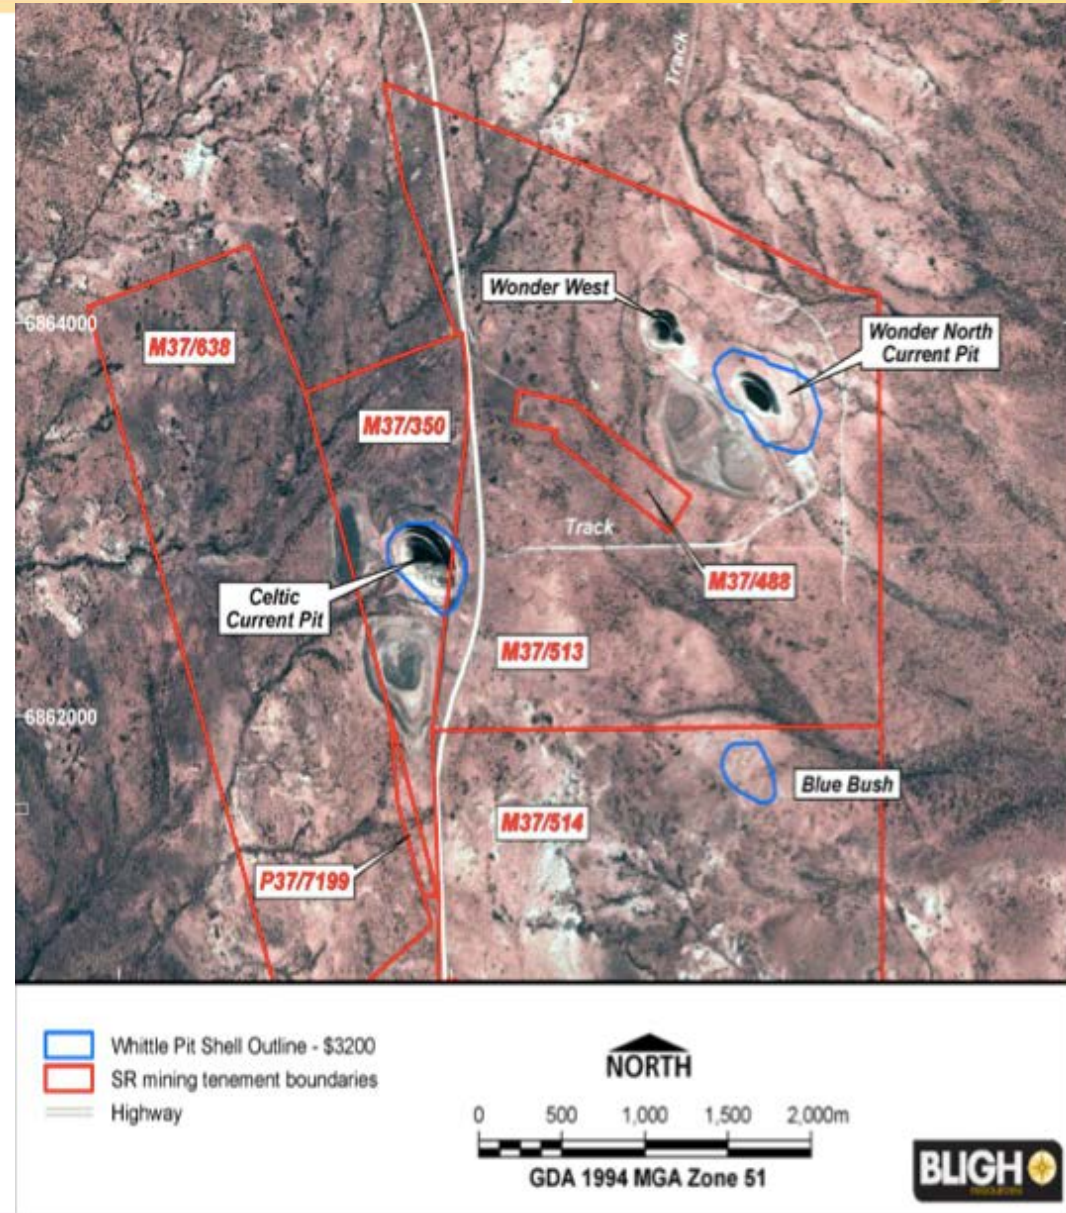 Track
Wonder West
6864000
Wonder North
Current Pit
M37/638
M37/350
Track
M37/488
Celtic
Current Pit
M37/513
6862000
Blue Bush
M37/514
P37/7199
Whittle Pit Shell Outline - $3200
SR mining tenement boundaries
Highway
NORTH
0 500 1,000 1,500 2,000m
GDA 1994 MGA Zone 51
BLIGH
resources